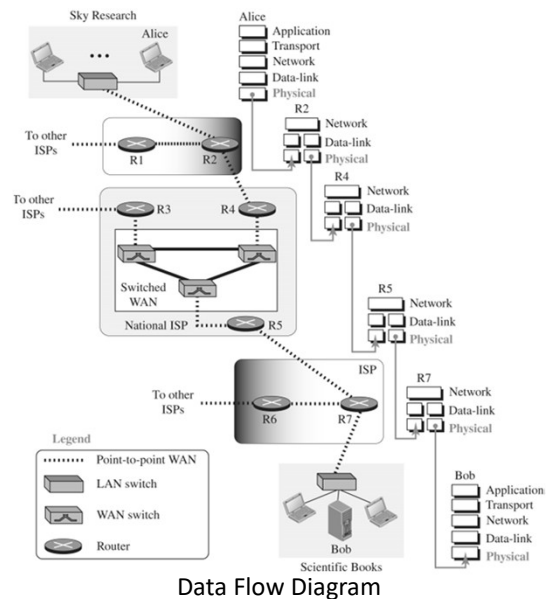 Sky Research
Alice
To other
ISPs
R1
R2
To other
ISPs
R3
R4
Switched
WAN
National ISP
R5
ISP
To other
ISPs
R6
R7
Legend
Point-to-point WAN
LAN switch
WAN switch
Router
Bob
Scientific Books
Alice
Application
Transport
Network
Data-link
Physical
R2
Network
Data-link
Physical
R4
Network
Data-link
Physical
R5
Network
Data-link
Physical
R7
Network
Data-link
Physical
Bob
Application
Transport
Network
Data-link
Physical
Data Flow Diagram